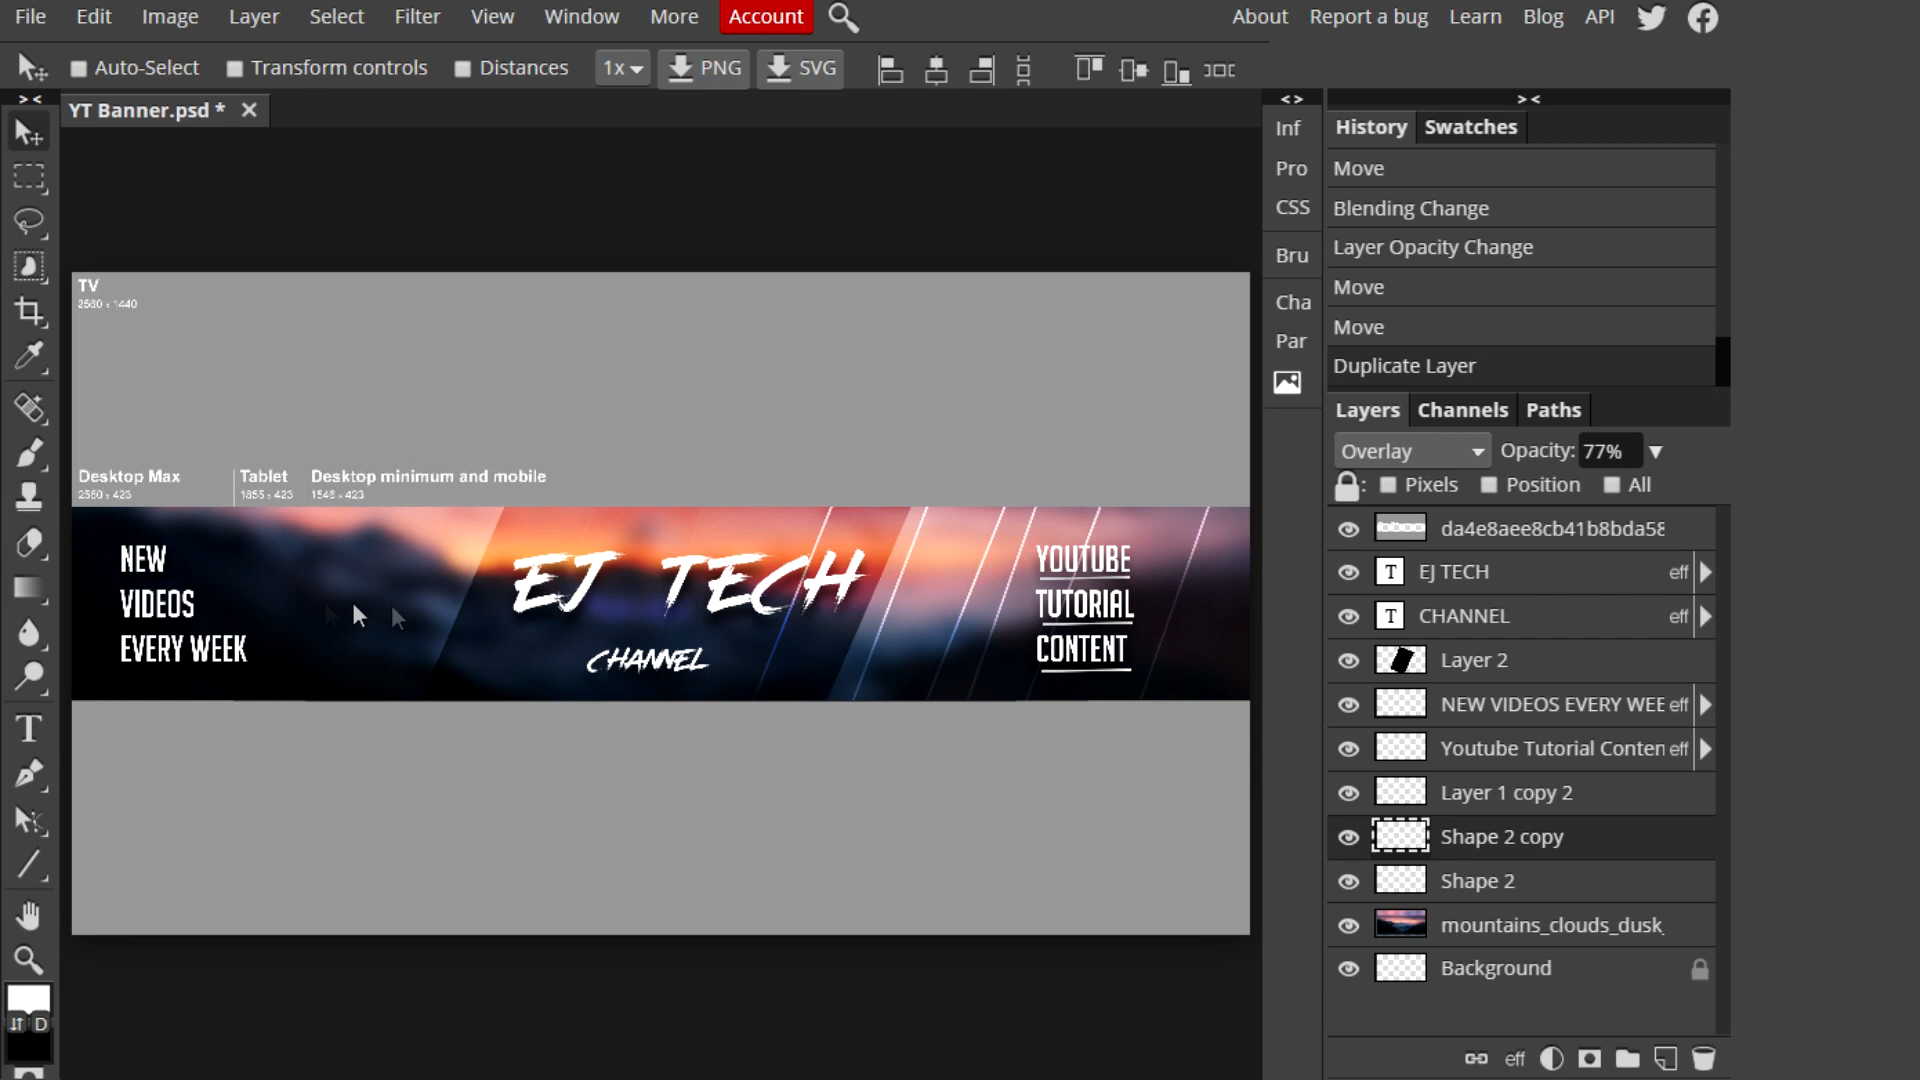 File Edit Image Layer Select Filter View Window More Account About Report a bug Learn Blog API
Auto-Select Transform controls Distances 1x PNG SVG
YT Banner.psd *
Inf
Pro
CSS
Bru
Cha
Par
History Swatches
Move
Blending Change
Layer Opacity Change
Move
Move
Duplicate Layer
Layers Channels Paths
Overlay Opacity: 77%
: Pixels Position All
da4e8aee8cb41b8bda58
EJ TECH eff
CHANNEL eff
Layer 2
NEW VIDEOS EVERY WEE eff
Youtube Tutorial Conten eff
Layer 1 copy 2
Shape 2 copy
Shape 2
mountains_clouds_dusk_
Background
eff
TV
2560 x 1440
Desktop Max Tablet Desktop minimum and mobile
2560 x 423 1855 x 423 1546 x 423
NEW
VIDEOS
EVERY WEEK
EJ TECH
CHANNEL
YOUTUBE
TUTORIAL
CONTENT
T
D